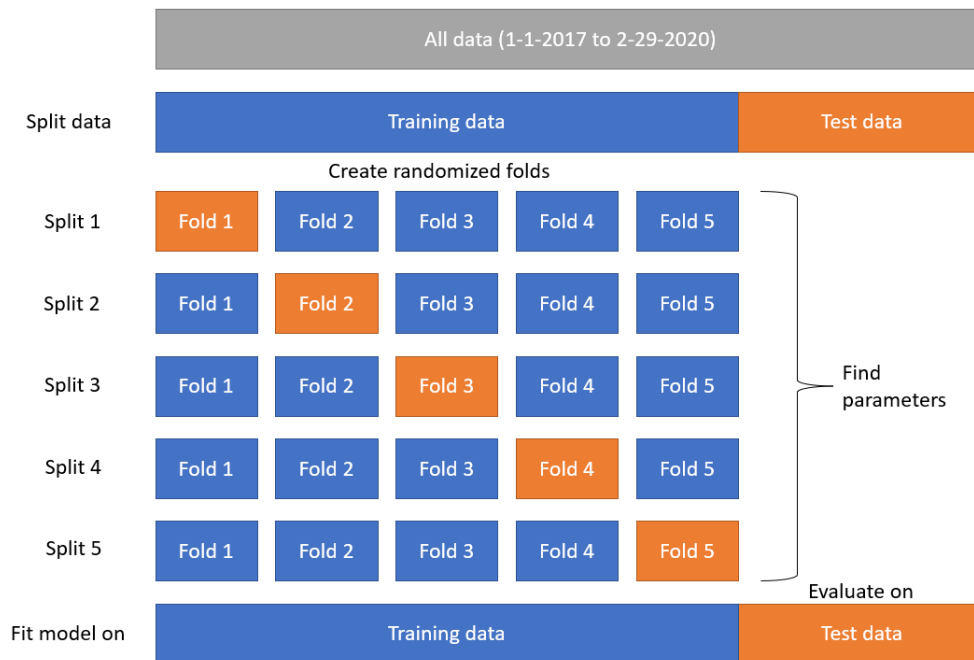 All data (1-1-2017 to 2-29-2020)
Split data Training data Test data
Create randomized folds
Split 1 Fold 1 Fold 2 Fold 3 Fold 4 Fold 5
Split 2 Fold 1 Fold 2 Fold 3 Fold 4 Fold 5
Split 3 Fold 1 Fold 2 Fold 3 Fold 4 Fold 5
Find
parameters
Split 4 Fold 1 Fold 2 Fold 3 Fold 4 Fold 5
Split 5 Fold 1 Fold 2 Fold 3 Fold 4 Fold 5
Evaluate on
Fit model on Training data Test data